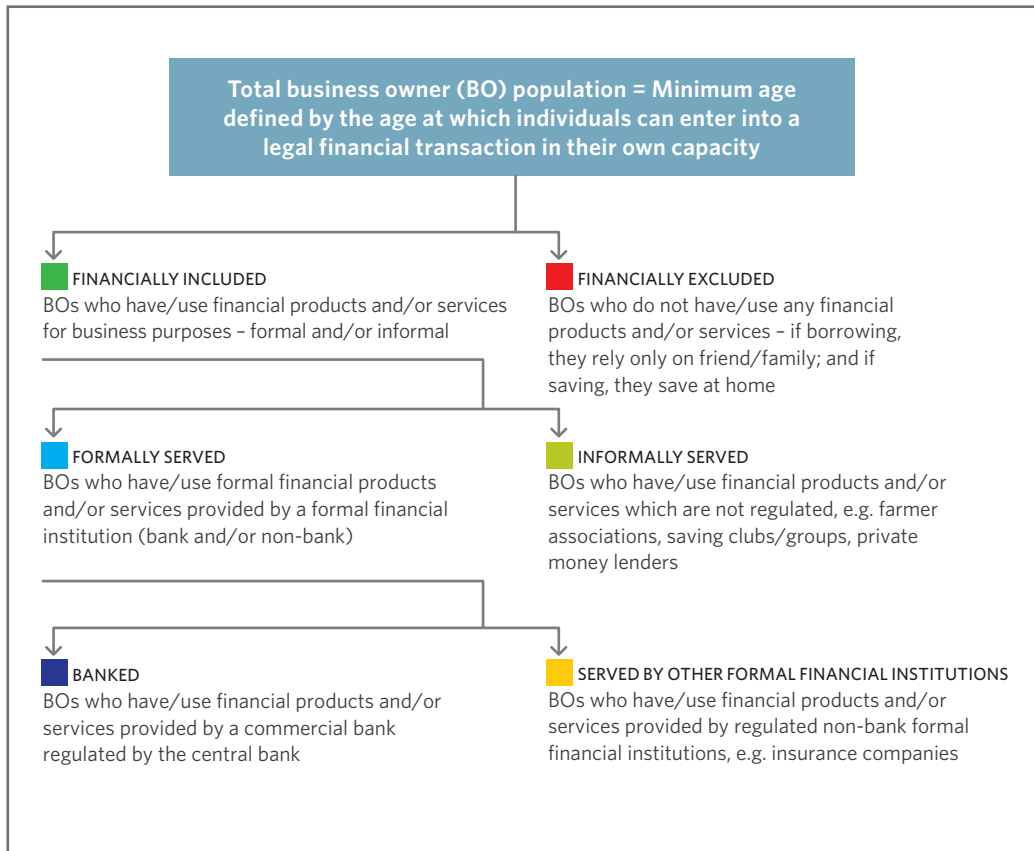 Total business owner (BO) population = Minimum age
defined by the age at which individuals can enter into a
legal financial transaction in their own capacity
FINANCIALLY INCLUDED
BOs who have/use financial products and/or services
for business purposes – formal and/or informal
FINANCIALLY EXCLUDED
BOs who do not have/use any financial
products and/or services – if borrowing,
they rely only on friend/family; and if
saving, they save at home
FORMALLY SERVED
BOs who have/use formal financial products
and/or services provided by a formal financial
institution (bank and/or non-bank)
INFORMALLY SERVED
BOs who have/use financial products and/or
services which are not regulated, e.g. farmer
associations, saving clubs/groups, private
money lenders
BANKED
BOs who have/use financial products and/or
services provided by a commercial bank
regulated by the central bank
SERVED BY OTHER FORMAL FINANCIAL INSTITUTIONS
BOs who have/use financial products and/or
services provided by regulated non-bank formal
financial institutions, e.g. insurance companies